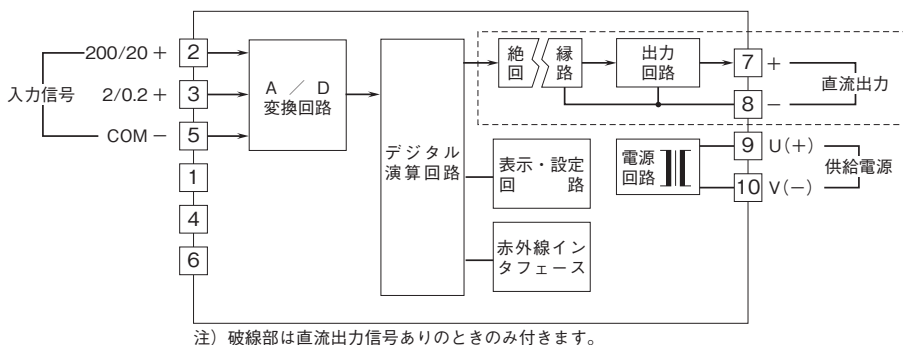 入力信号
200/20 +
2
2/0.2 +
3
COM −
5
1
4
6
A ／ D
変換回路
デジタル
演算回路
絶縁
回路
出力
回路
7
+
8
−
直流出力
表示・設定
回路
赤外線イン
タフェース
電源
回路
9
U(+)
10
V(−)
供給電源
注）破線部は直流出力信号ありのときのみ付きます。